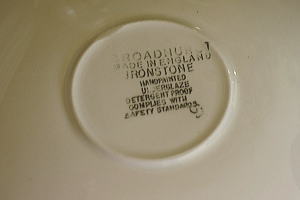 BROADHURST
MADE IN ENGLAND
IRONSTONE
HANDPAINTED
UNDERGLAZE
DETERGENT PROOF
COMPLIES WITH
SAFETY STANDARDS